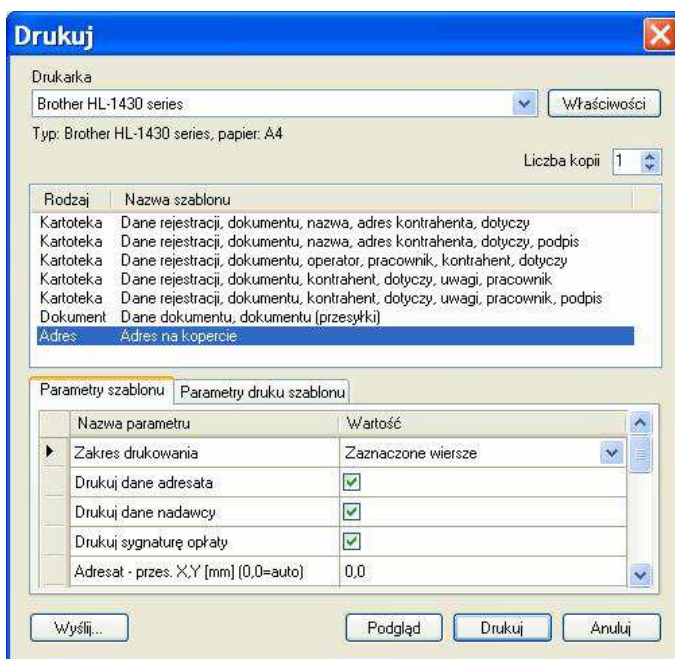 Drukuj
Drukarka
Brother HL-1430 series
Właściwości
Typ: Brother HL-1430 series, papier: A4
Liczba kopii 1
Rodzaj Nazwa szablonu
Kartoteka Dane rejestracji, dokumentu, nazwa, adres kontrahenta, dotyczy
Kartoteka Dane rejestracji, dokumentu, nazwa, adres kontrahenta, dotyczy, podpis
Kartoteka Dane rejestracji, dokumentu, operator, pracownik, kontrahent, dotyczy
Kartoteka Dane rejestracji, dokumentu, kontrahent, dotyczy, uwagi, pracownik
Kartoteka Dane rejestracji, dokumentu, kontrahent, dotyczy, uwagi, pracownik, podpis
Dokument Dane dokumentu, dokumentu (przesyłki)
Adres Adres na kopercie
Parametry szablonu Parametry druku szablonu
Nazwa parametru Wartość
Zakres drukowania Zaznaczone wiersze
Drukuj dane adresata
Drukuj dane nadawcy
Drukuj sygnaturę opłaty
Adresat - przes. X,Y [mm] (0,0=auto) 0,0
Wyślij... Podgląd Drukuj Anuluj